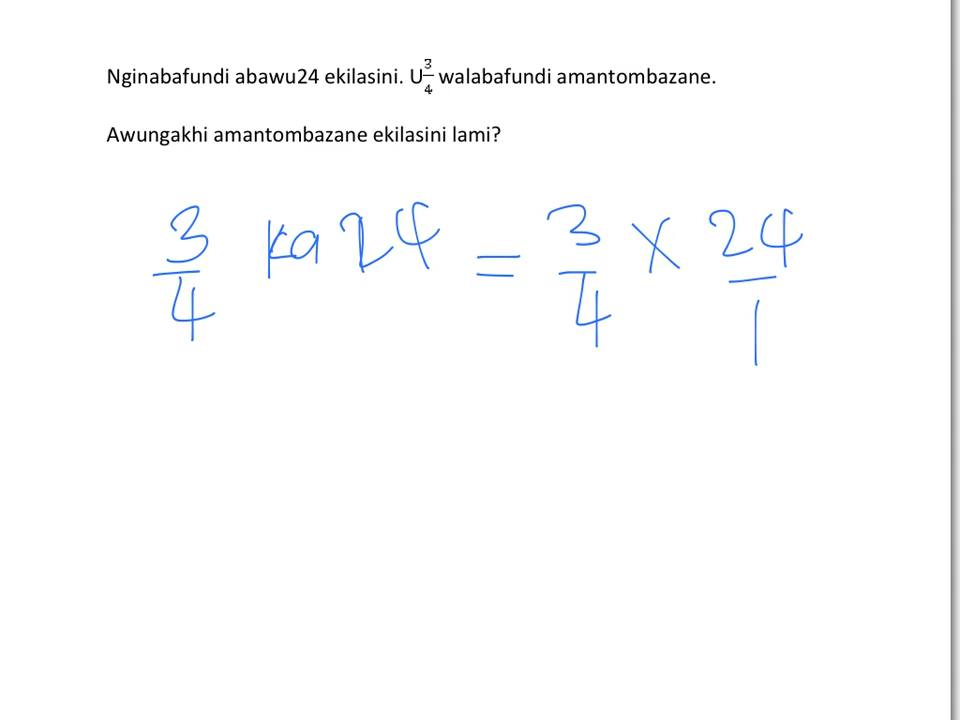 Nginabafundi abawu24 ekilasini. U3/4 walabafundi amantombazane.
Awungakhi amantombazane ekilasini lami?
3/4 ka 24 = 3/4 × 24/1